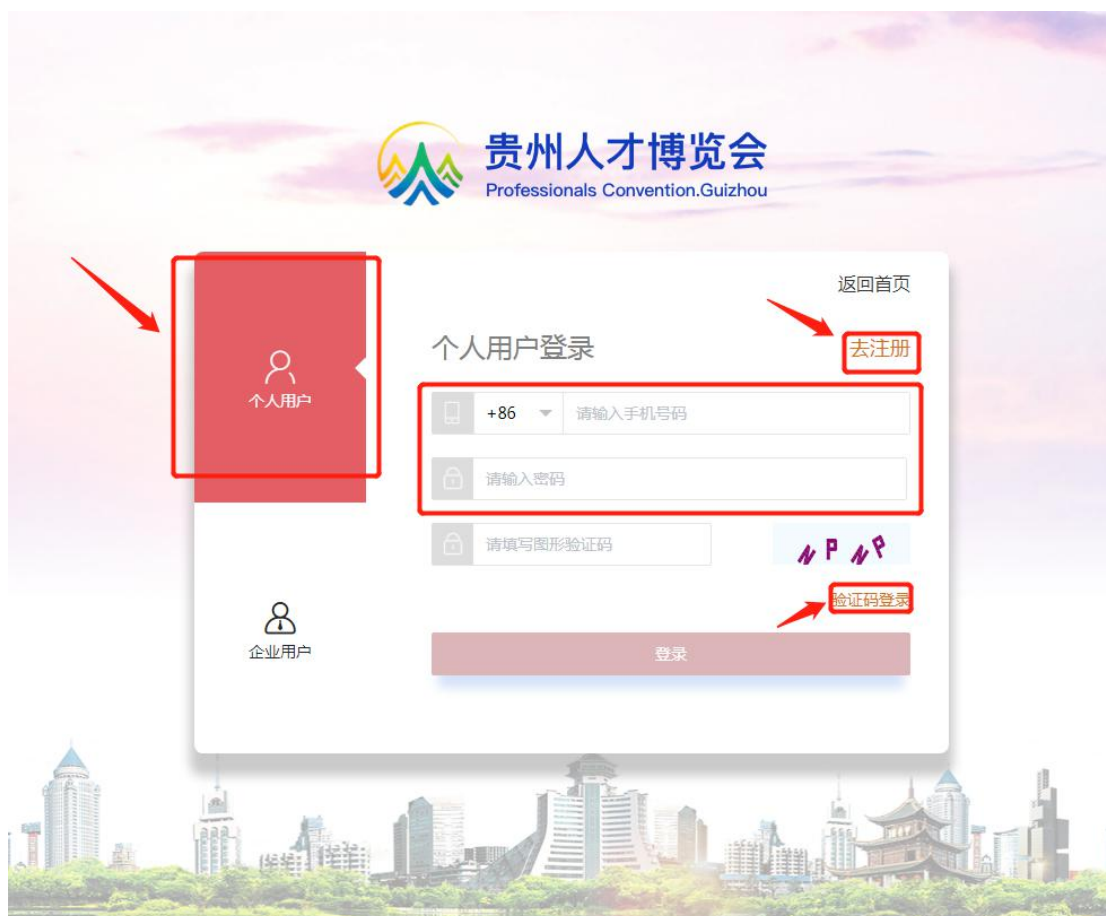 贵州人才博览会
Professionals Convention.Guizhou
返回首页
个人用户登录
去注册
个人用户
+86 请输入手机号码
请输入密码
请填写图形验证码 NPNP
验证码登录
企业用户
登录